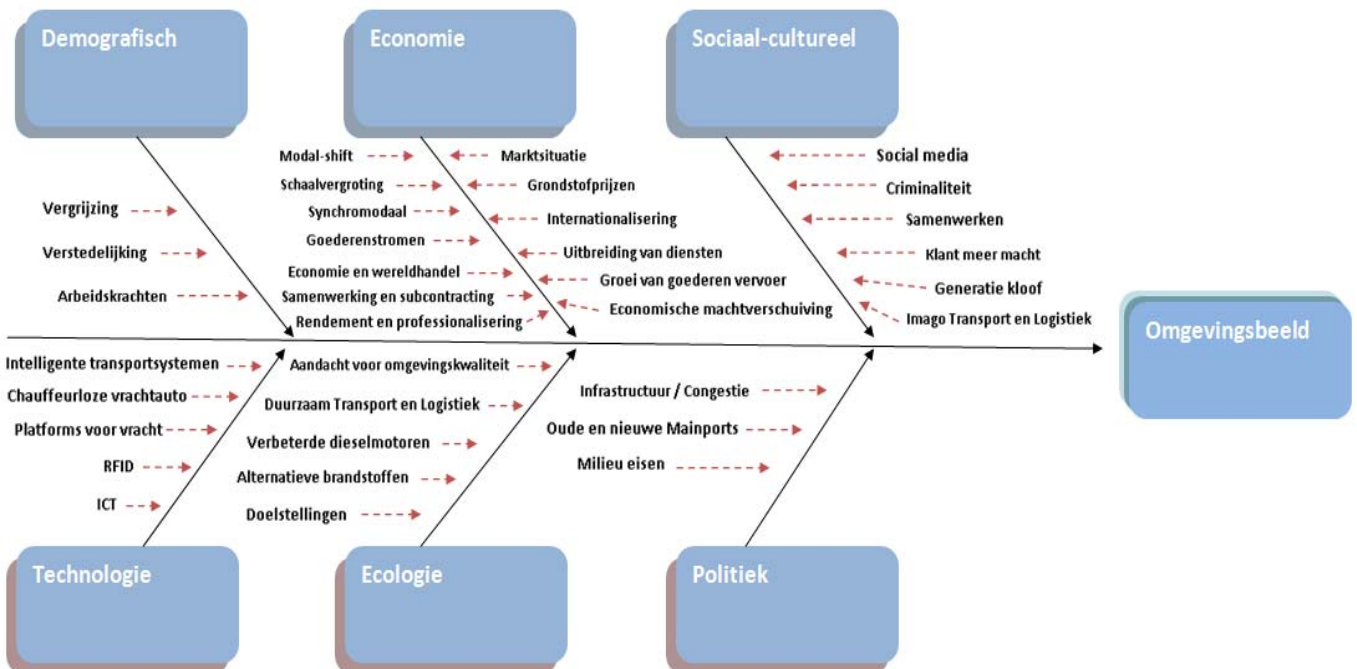 Demografisch
Economie
Sociaal-cultureel
Vergrijzing
Verstedelijking
Arbeidskrachten
Modal-shift
Schaalvergroting
Synchromodaal
Goederenstromen
Economie en wereldhandel
Samenwerking en subcontracting
Rendement en professionalisering
Marktsituatie
Grondstofprijzen
Internationalisering
Uitbreiding van diensten
Groei van goederen vervoer
Economische machtverschuiving
Social media
Criminaliteit
Samenwerken
Klant meer macht
Generatie kloof
Imago Transport en Logistiek
Omgevingsbeeld
Intelligente transportsystemen
Chauffeurloze vrachtauto
Platforms voor vracht
RFID
ICT
Aandacht voor omgevingskwaliteit
Duurzaam Transport en Logistiek
Verbeterde dieselmotoren
Alternatieve brandstoffen
Doelstellingen
Infrastructuur / Congestie
Oude en nieuwe Mainports
Milieu eisen
Technologie
Ecologie
Politiek